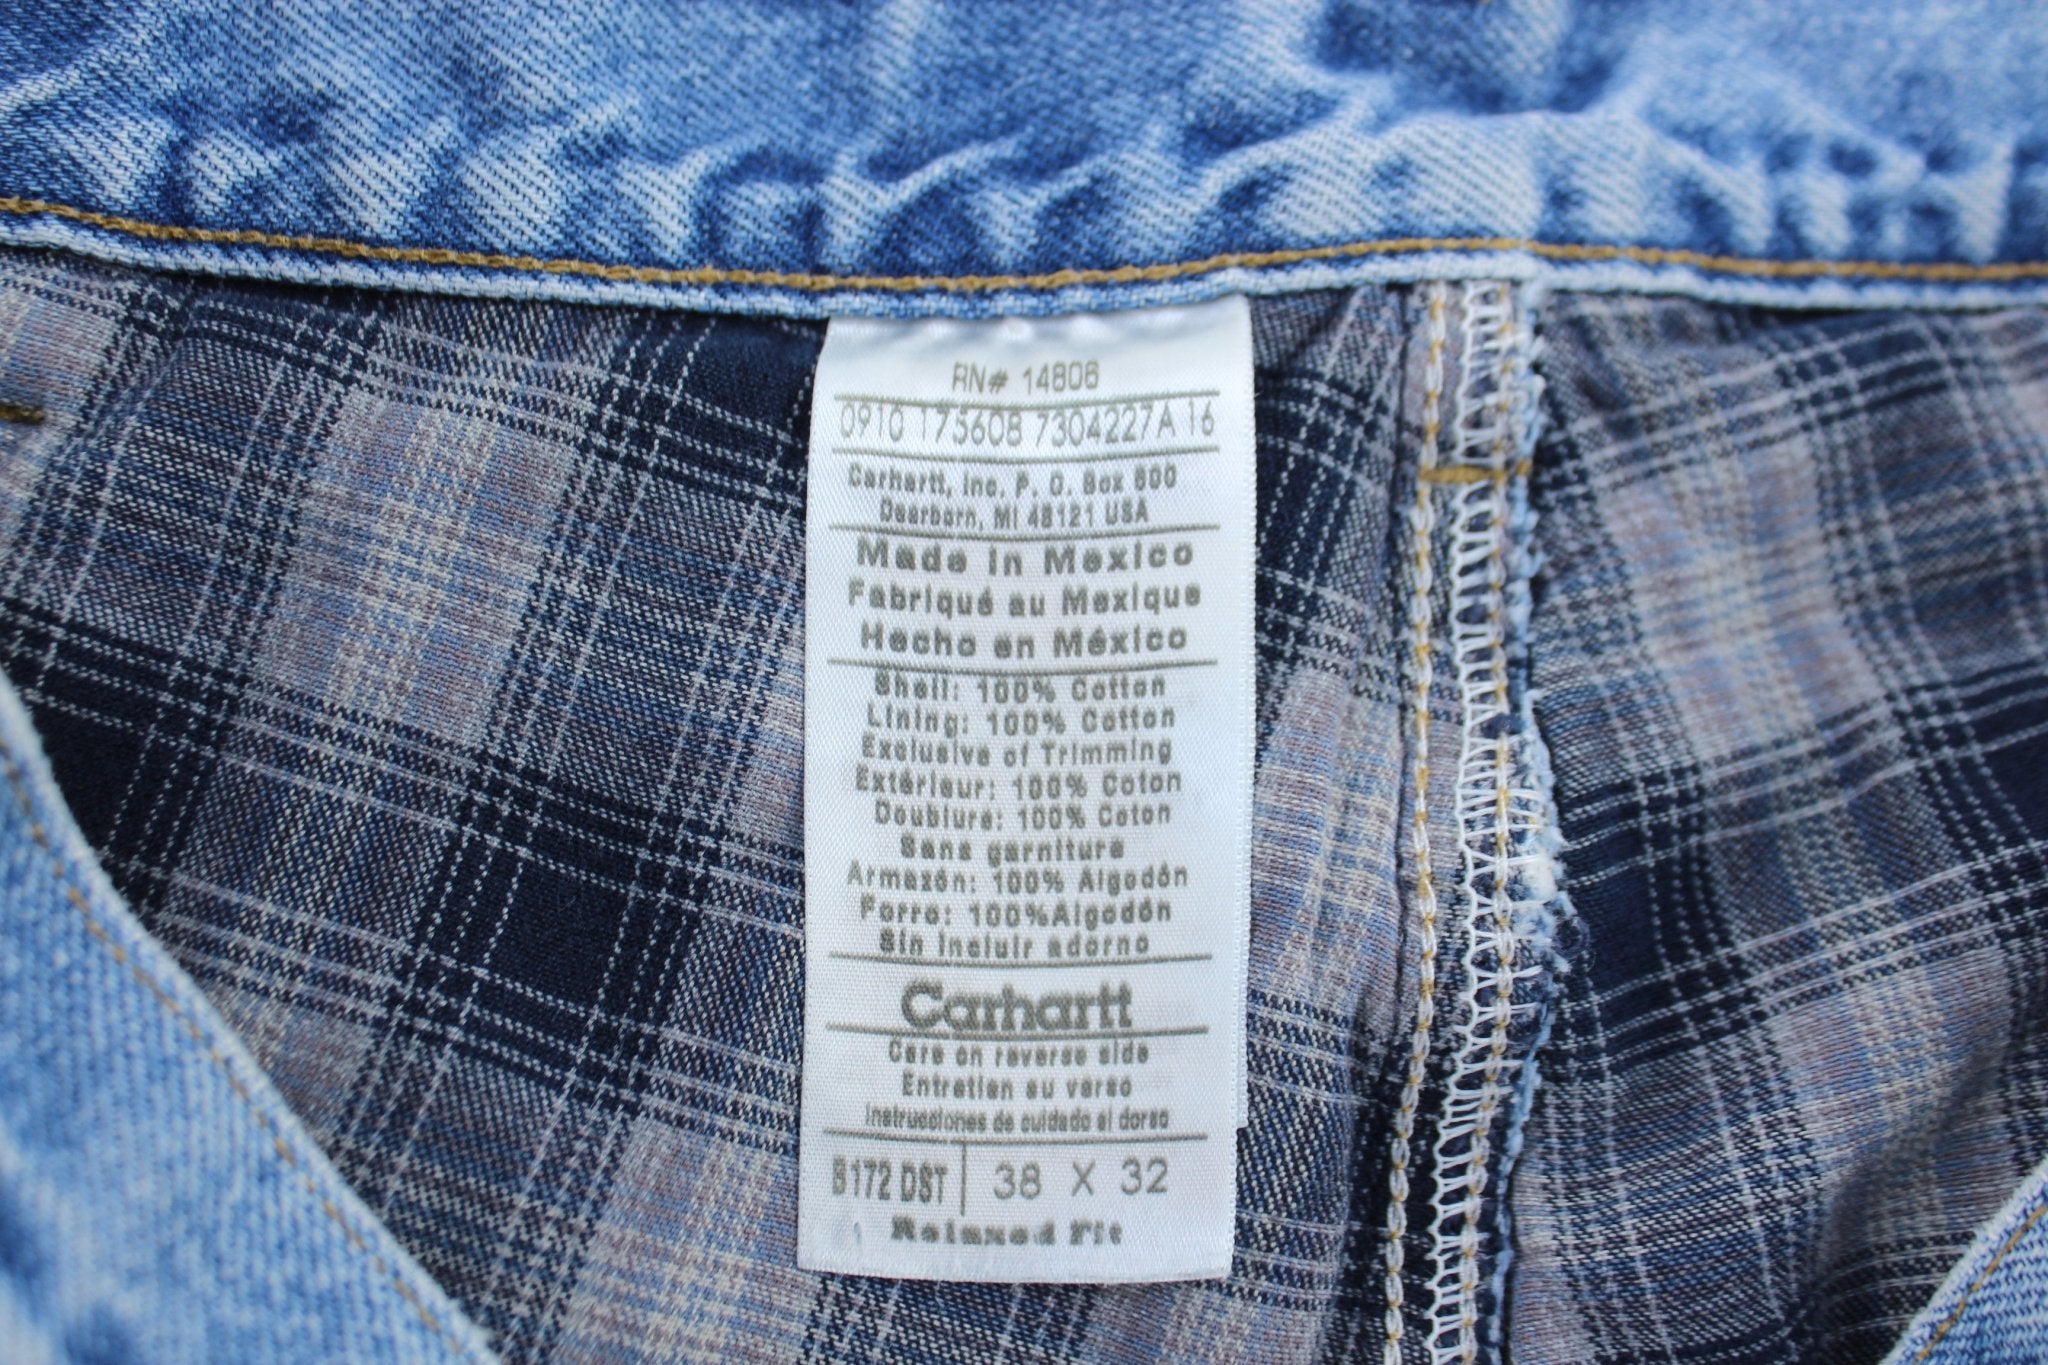 RN# 14806
0910 175608 7304227A 16
Carhartt, Inc. P. O. Box 600
Dearborn, MI 48121 USA
Made in Mexico
Fabriqué au Mexique
Hecho en México
Shell: 100% Cotton
Lining: 100% Cotton
Exclusive of Trimming
Extérieur: 100% Coton
Doublure: 100% Coton
Sans garniture
Armazón: 100% Algodón
Forro: 100%Algodón
Sin incluir adorno
Carhartt
Care on reverse side
Entretien au verso
Instrucciones de cuidado al dorso
B172 DST 38 X 32
Relaxed Fit